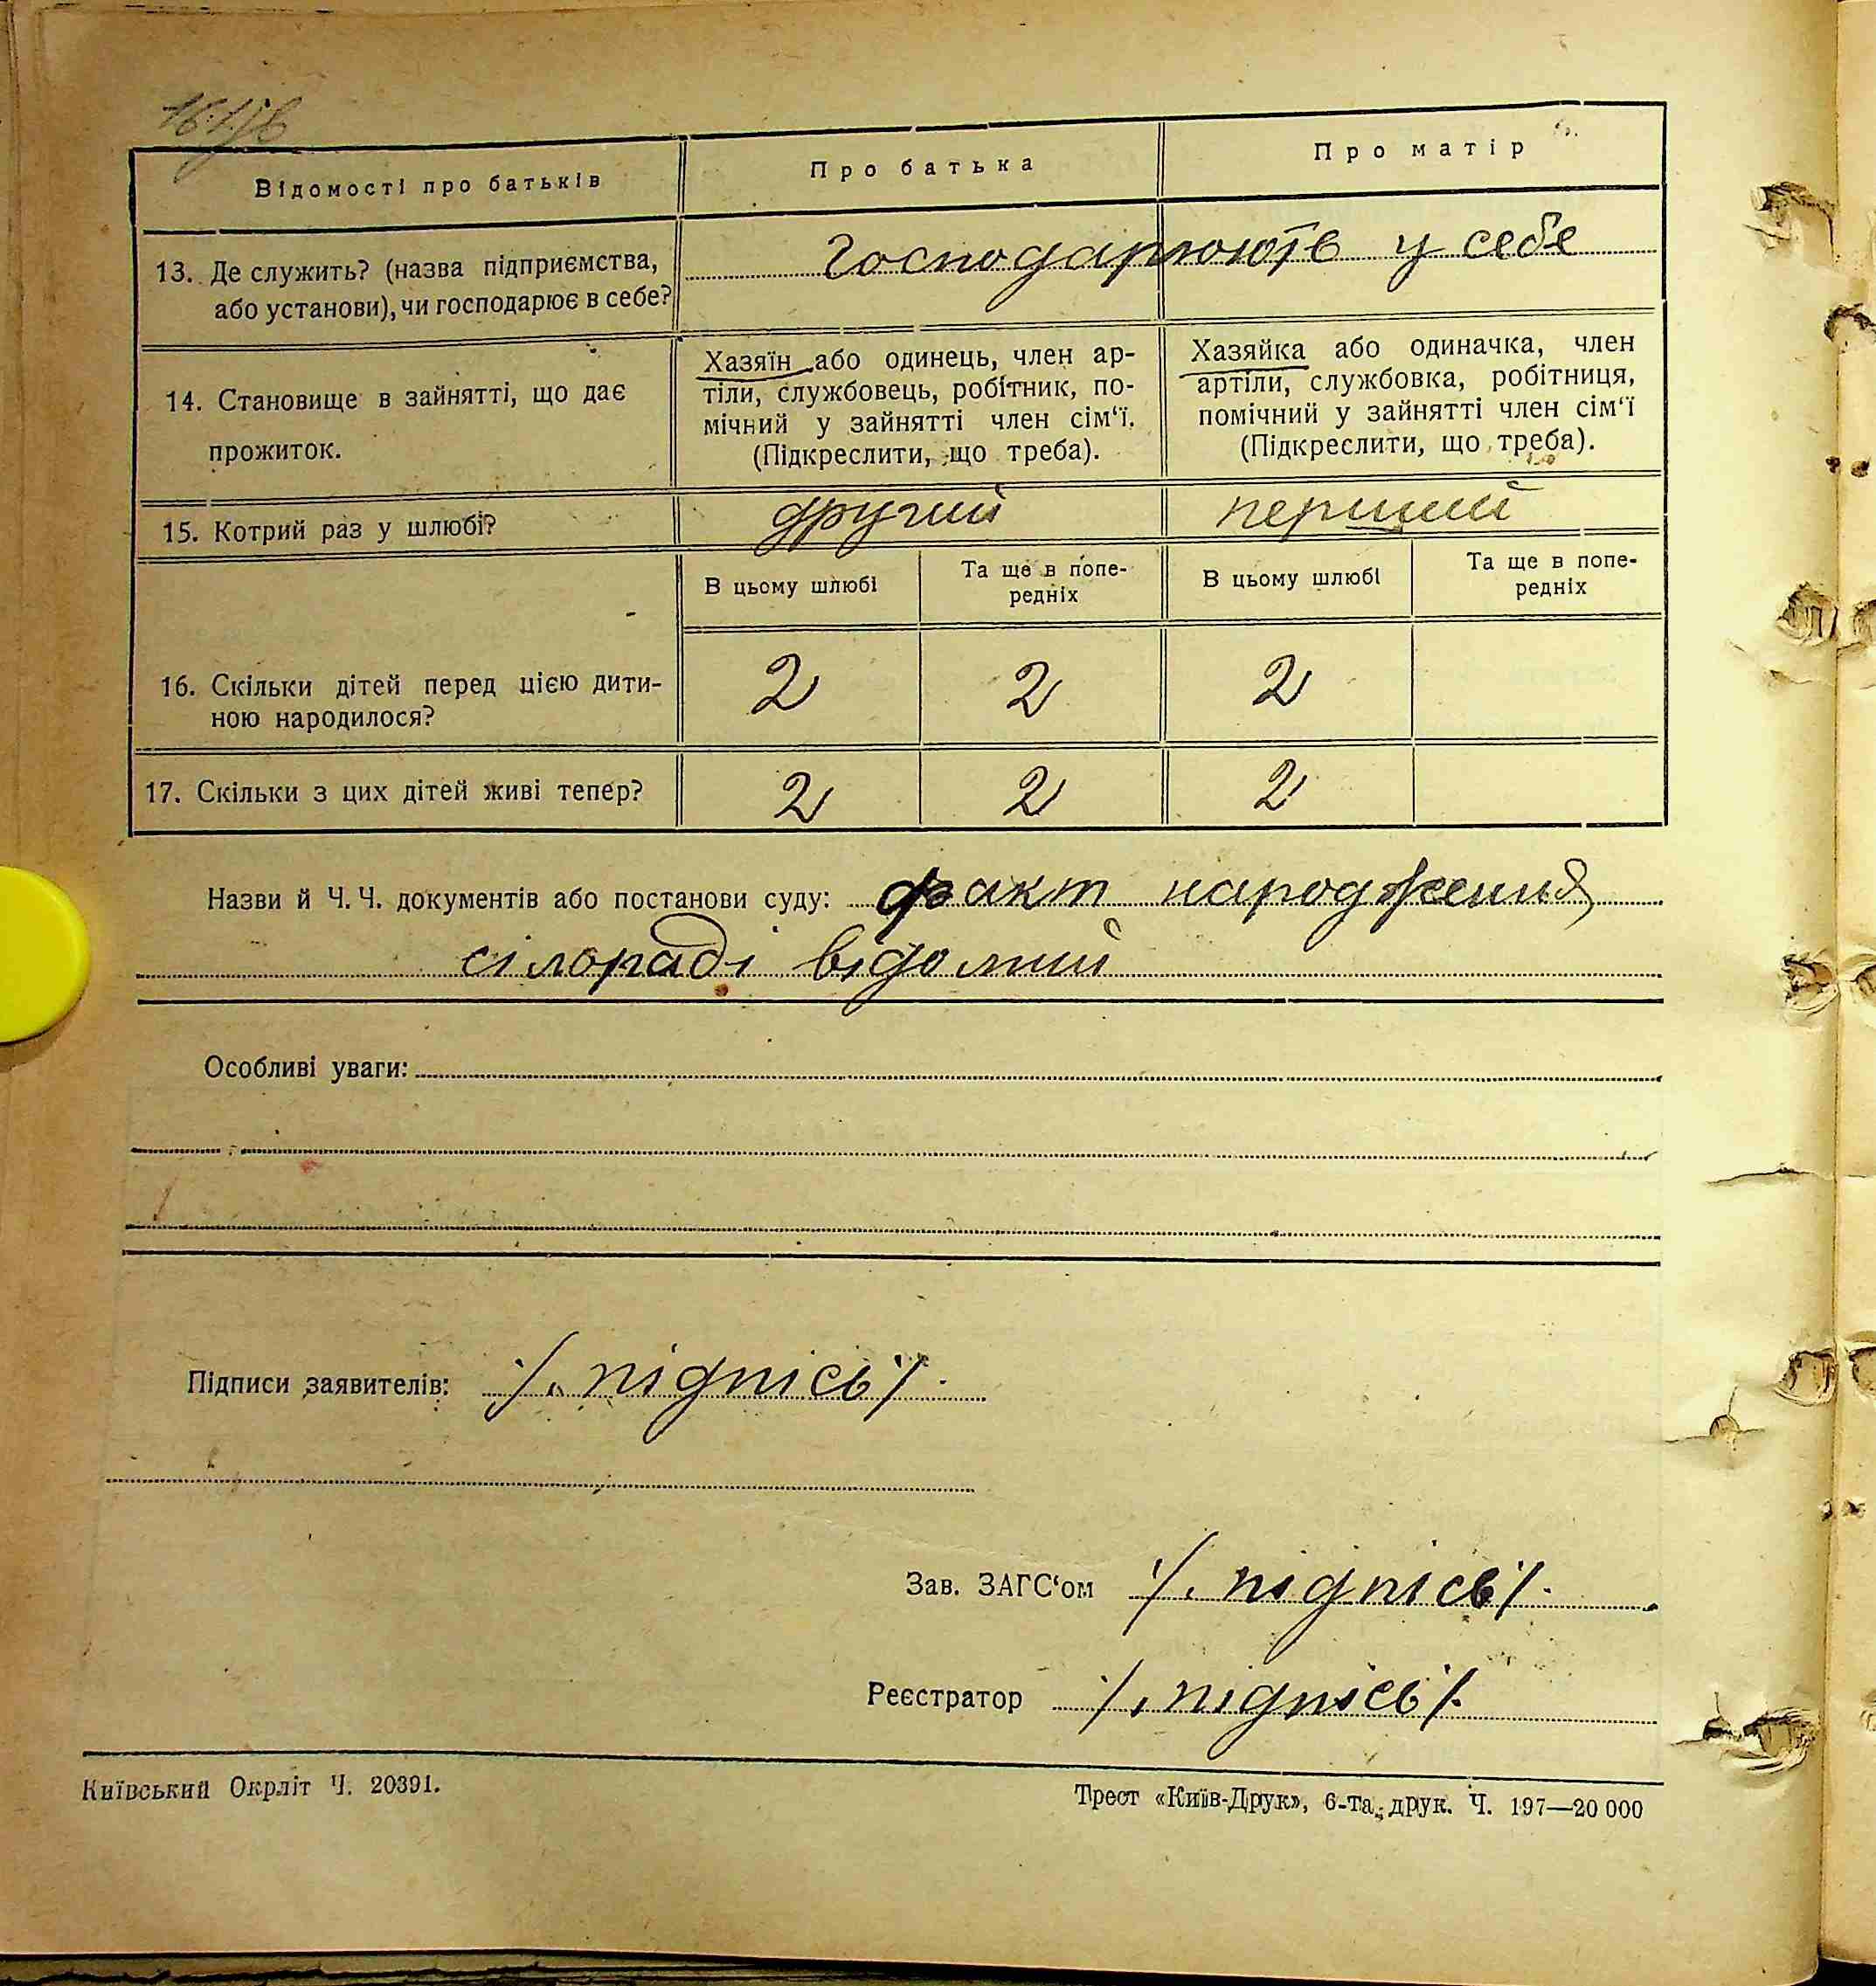 Відомості про батьків
Про батька
Про матір
13. Де служить? (назва підприємства,
або установи), чи господарює в себе?
Господарюють у себе
14. Становище в зайнятті, що дає
прожиток.
Хазяїн або одинець, член ар-
тіли, службовець, робітник, по-
мічний у зайнятті член сім‘ї.
(Підкреслити, що треба).
Хазяйка або одиначка, член
артіли, службовка, робітниця,
помічний у зайнятті член сім‘ї
(Підкреслити, що треба).
15. Котрий раз у шлюбі?
другий
перший
В цьому шлюбі
Та ще в попе-
редніх
В цьому шлюбі
Та ще в попе-
редніх
16. Скільки дітей перед цією дити-
ною народилося?
2
2
2
17. Скільки з цих дітей живі тепер?
2
2
2
Назви й Ч. Ч. документів або постанови суду: факт народження
сілораді відомий
Особливі уваги:
Підписи заявителів: /підпісь/.
Зав. ЗАГС‘ом /підпісь/.
Реєстратор /підпісь/.
Київський Окрліт Ч. 20391.
Трест «Київ-Друк», 6-та друк. Ч. 197—20 000